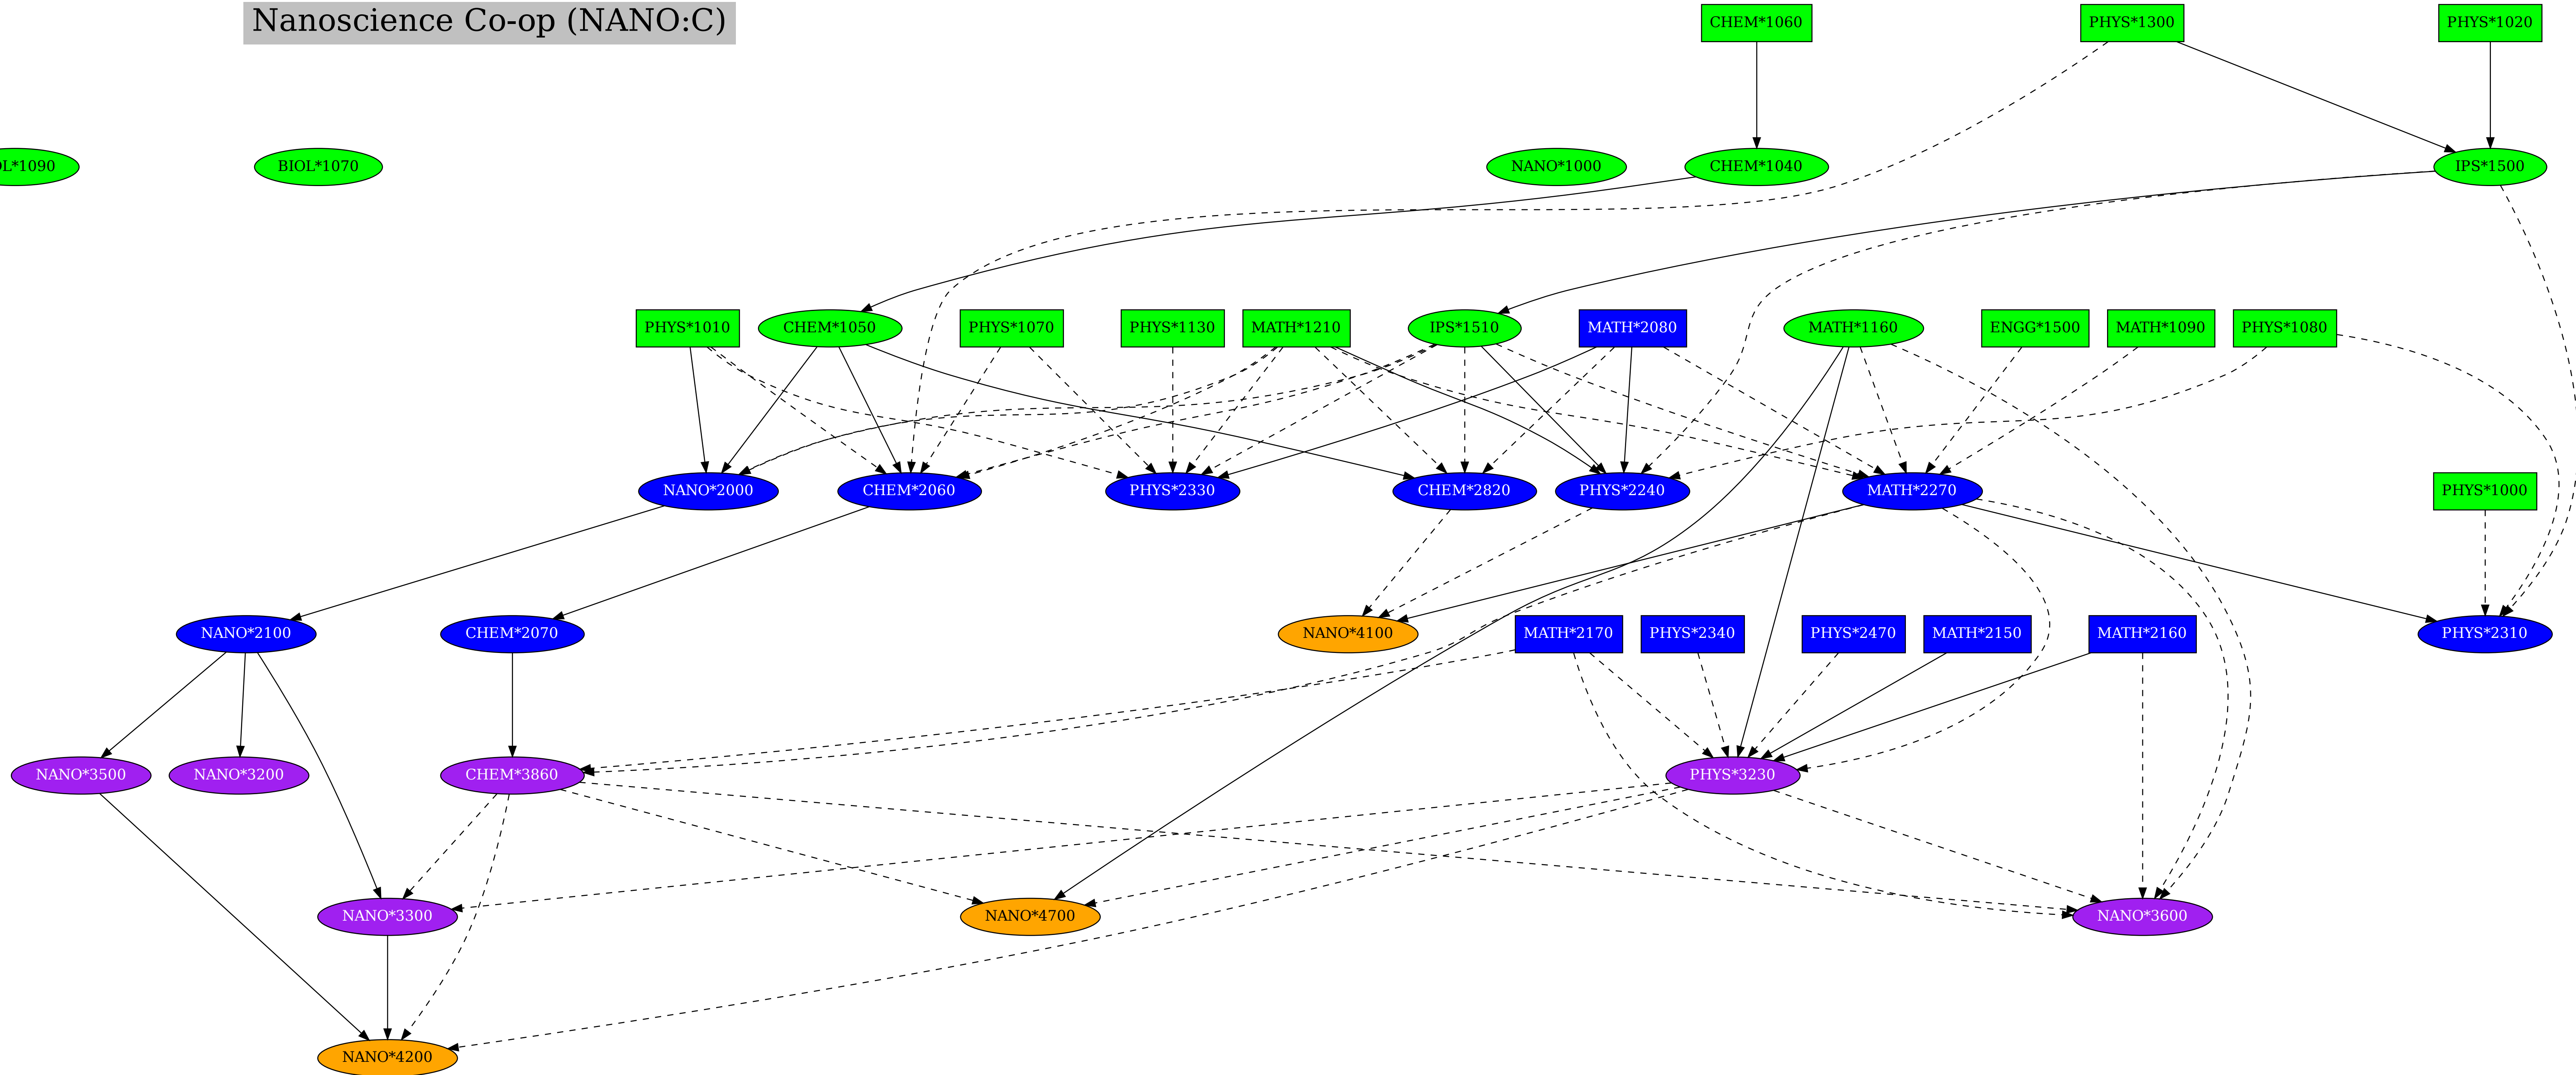 Nanoscience Co-op (NANO:C)
CHEM*1060
PHYS*1300
PHYS*1020
OL*1090
BIOL*1070
NANO*1000
CHEM*1040
IPS*1500
PHYS*1010
CHEM*1050
PHYS*1070
PHYS*1130
MATH*1210
IPS*1510
MATH*2080
MATH*1160
ENGG*1500
MATH*1090
PHYS*1080
NANO*2000
CHEM*2060
PHYS*2330
CHEM*2820
PHYS*2240
MATH*2270
PHYS*1000
NANO*2100
CHEM*2070
NANO*4100
MATH*2170
PHYS*2340
PHYS*2470
MATH*2150
MATH*2160
PHYS*2310
NANO*3500
NANO*3200
CHEM*3860
PHYS*3230
NANO*3300
NANO*4700
NANO*3600
NANO*4200